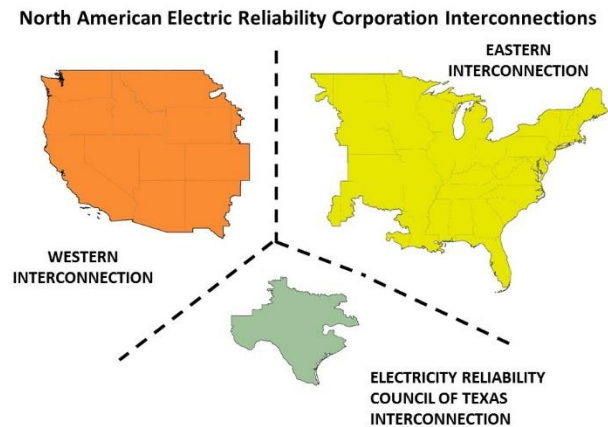 North American Electric Reliability Corporation Interconnections
EASTERN
INTERCONNECTION
WESTERN
INTERCONNECTION
ELECTRICITY RELIABILITY
COUNCIL OF TEXAS
INTERCONNECTION